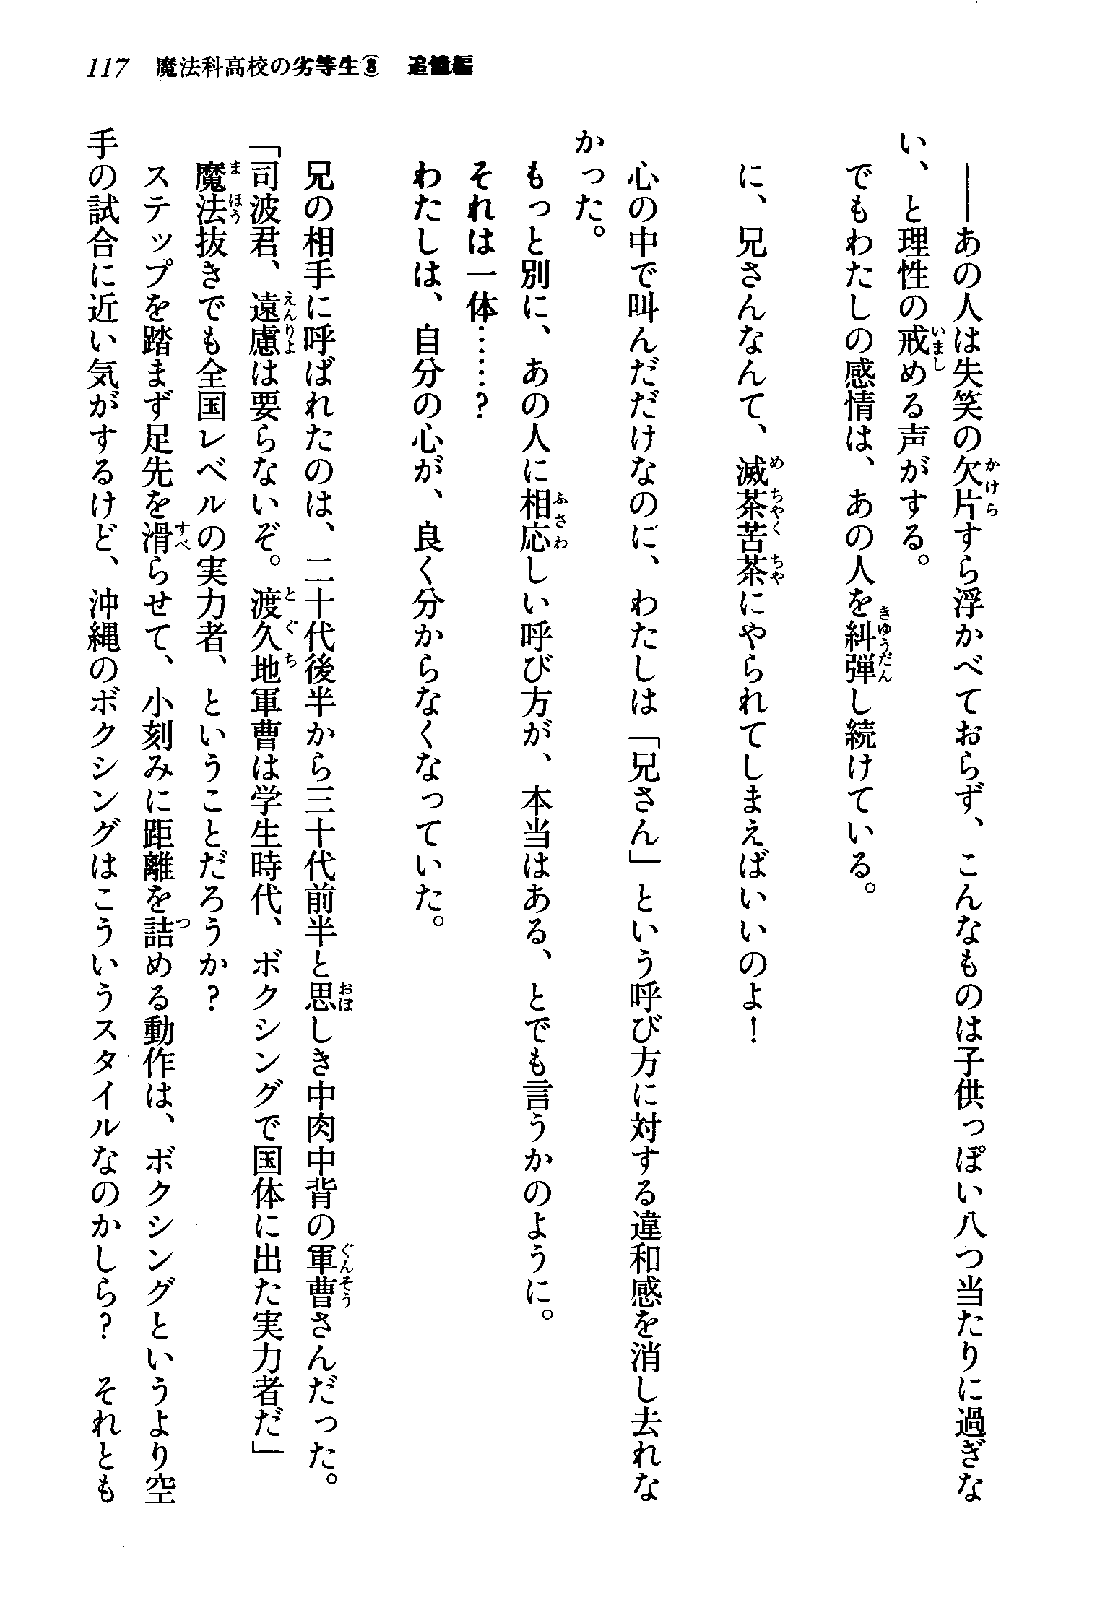 117　魔法科高校の劣等生⑧　追憶編
――あの人は失笑の欠片すら浮かべておらず、こんなものは子供っぽい八つ当たりに過ぎな
い、と理性の戒める声がする。
でもわたしの感情は、あの人を糾弾し続けている。
に、兄さんなんて、滅茶苦茶にやられてしまえばいいのよ！
心の中で叫んだだけなのに、わたしは「兄さん」という呼び方に対する違和感を消し去れな
かった。
もっと別に、あの人に相応しい呼び方が、本当はある、とでも言うかのように。
それは一体……？
わたしは、自分の心が、良く分からなくなっていた。
兄の相手に呼ばれたのは、二十代後半から三十代前半と思しき中肉中背の軍曹さんだった。
「司波君、遠慮は要らないぞ。渡久地軍曹は学生時代、ボクシングで国体に出た実力者だ」
魔法抜きでも全国レベルの実力者、ということだろうか？
ステップを踏まず足先を滑らせて、小刻みに距離を詰める動作は、ボクシングというより空
手の試合に近い気がするけど、沖縄のボクシングはこういうスタイルなのかしら？　それとも